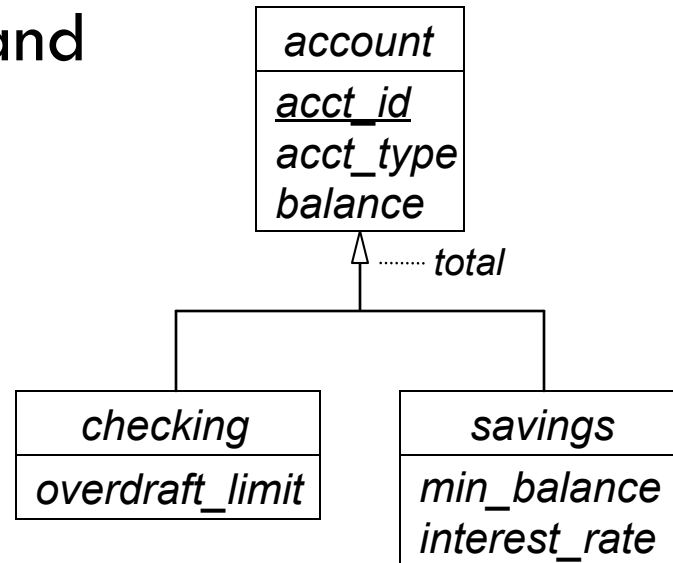 and
account
acct_id
acct_type
balance
total
checking
overdraft_limit
savings
min_balance
interest_rate